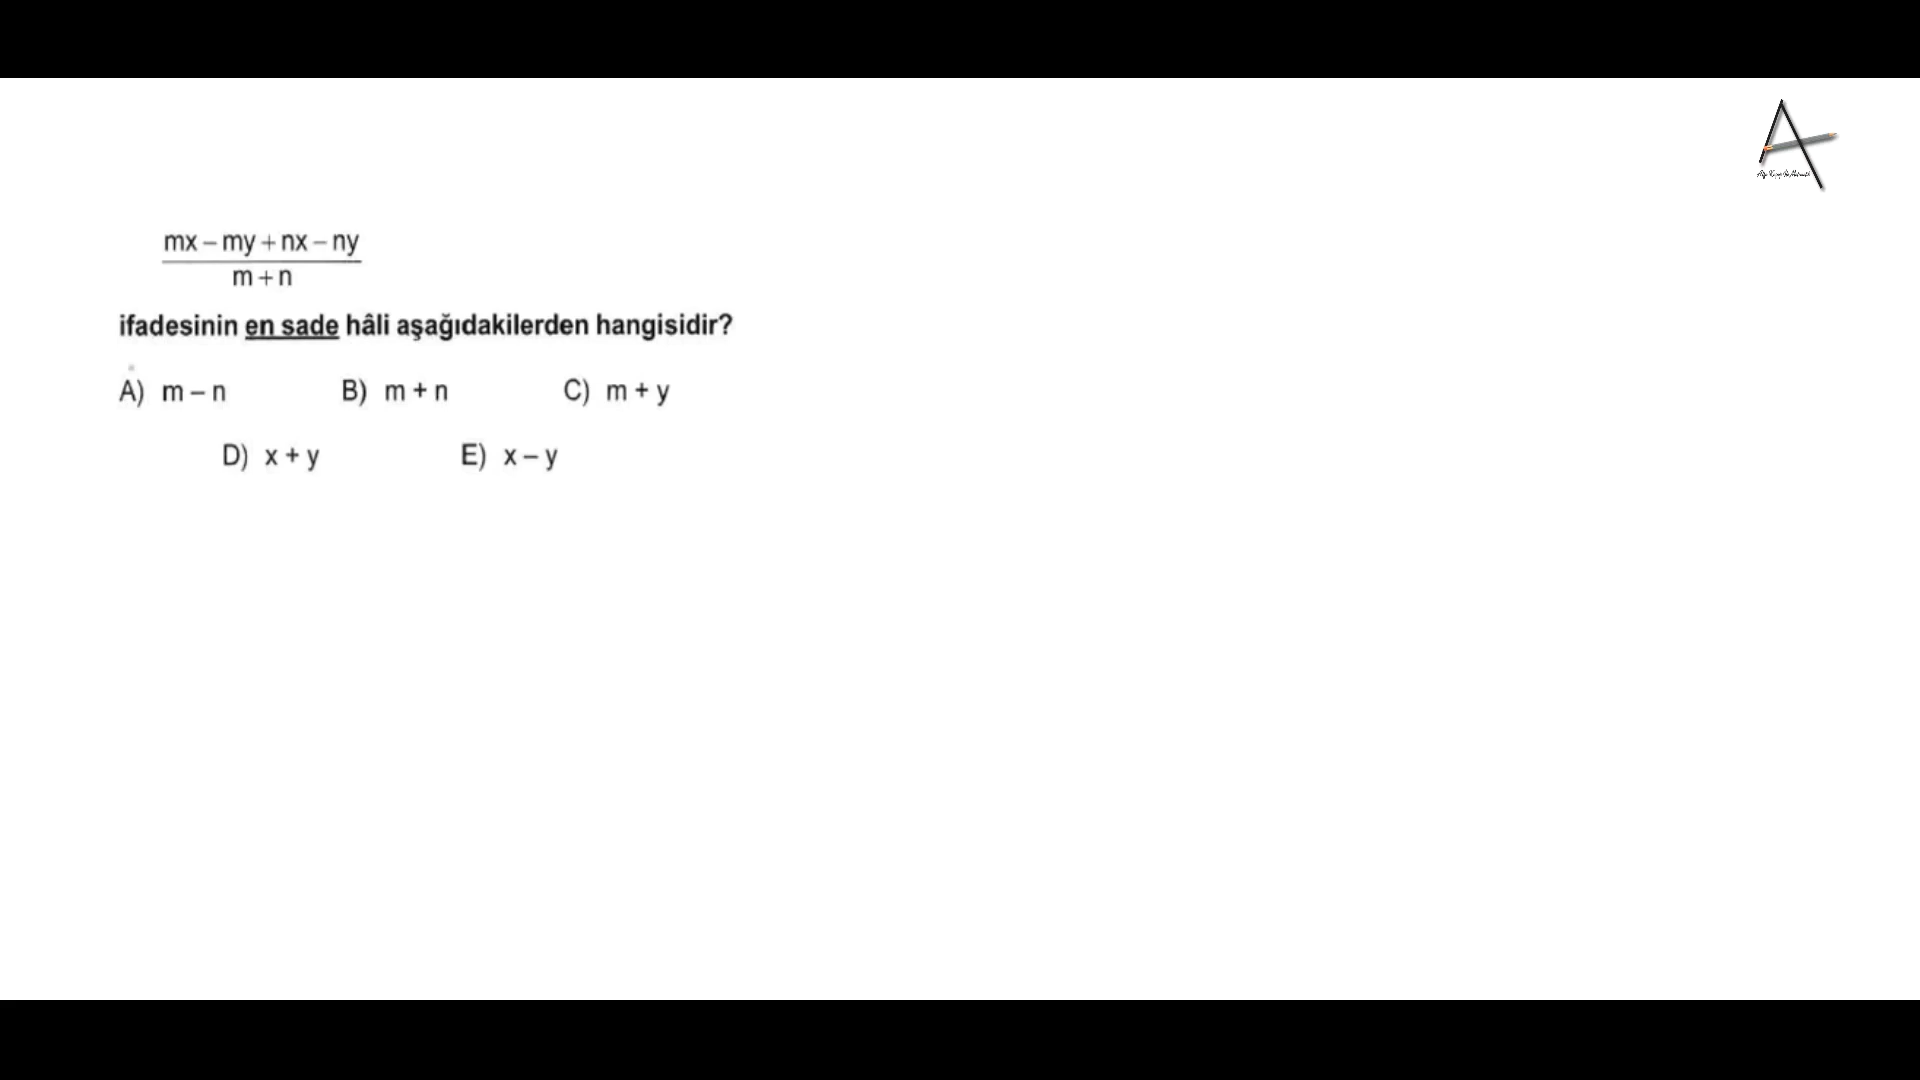 mx – my + nx – ny
m + n
ifadesinin en sade hâli aşağıdakilerden hangisidir?
A) m – n B) m + n C) m + y
D) x + y E) x – y